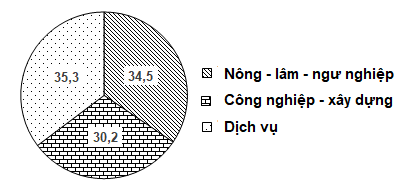 35,3
34,5
30,2
Nông - lâm - ngư nghiệp
Công nghiệp - xây dựng
Dịch vụ